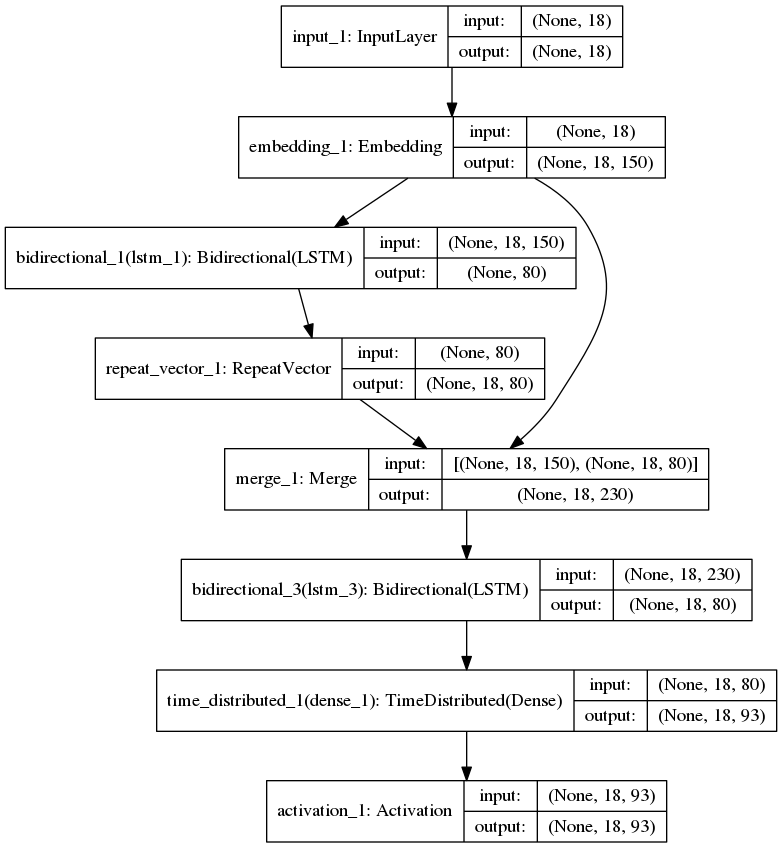 input_1: InputLayer
input:
(None, 18)
output:
(None, 18)
embedding_1: Embedding
input:
(None, 18)
output:
(None, 18, 150)
bidirectional_1(lstm_1): Bidirectional(LSTM)
input:
(None, 18, 150)
output:
(None, 80)
repeat_vector_1: RepeatVector
input:
(None, 80)
output:
(None, 18, 80)
merge_1: Merge
input:
[(None, 18, 150), (None, 18, 80)]
output:
(None, 18, 230)
bidirectional_3(lstm_3): Bidirectional(LSTM)
input:
(None, 18, 230)
output:
(None, 18, 80)
time_distributed_1(dense_1): TimeDistributed(Dense)
input:
(None, 18, 80)
output:
(None, 18, 93)
activation_1: Activation
input:
(None, 18, 93)
output:
(None, 18, 93)